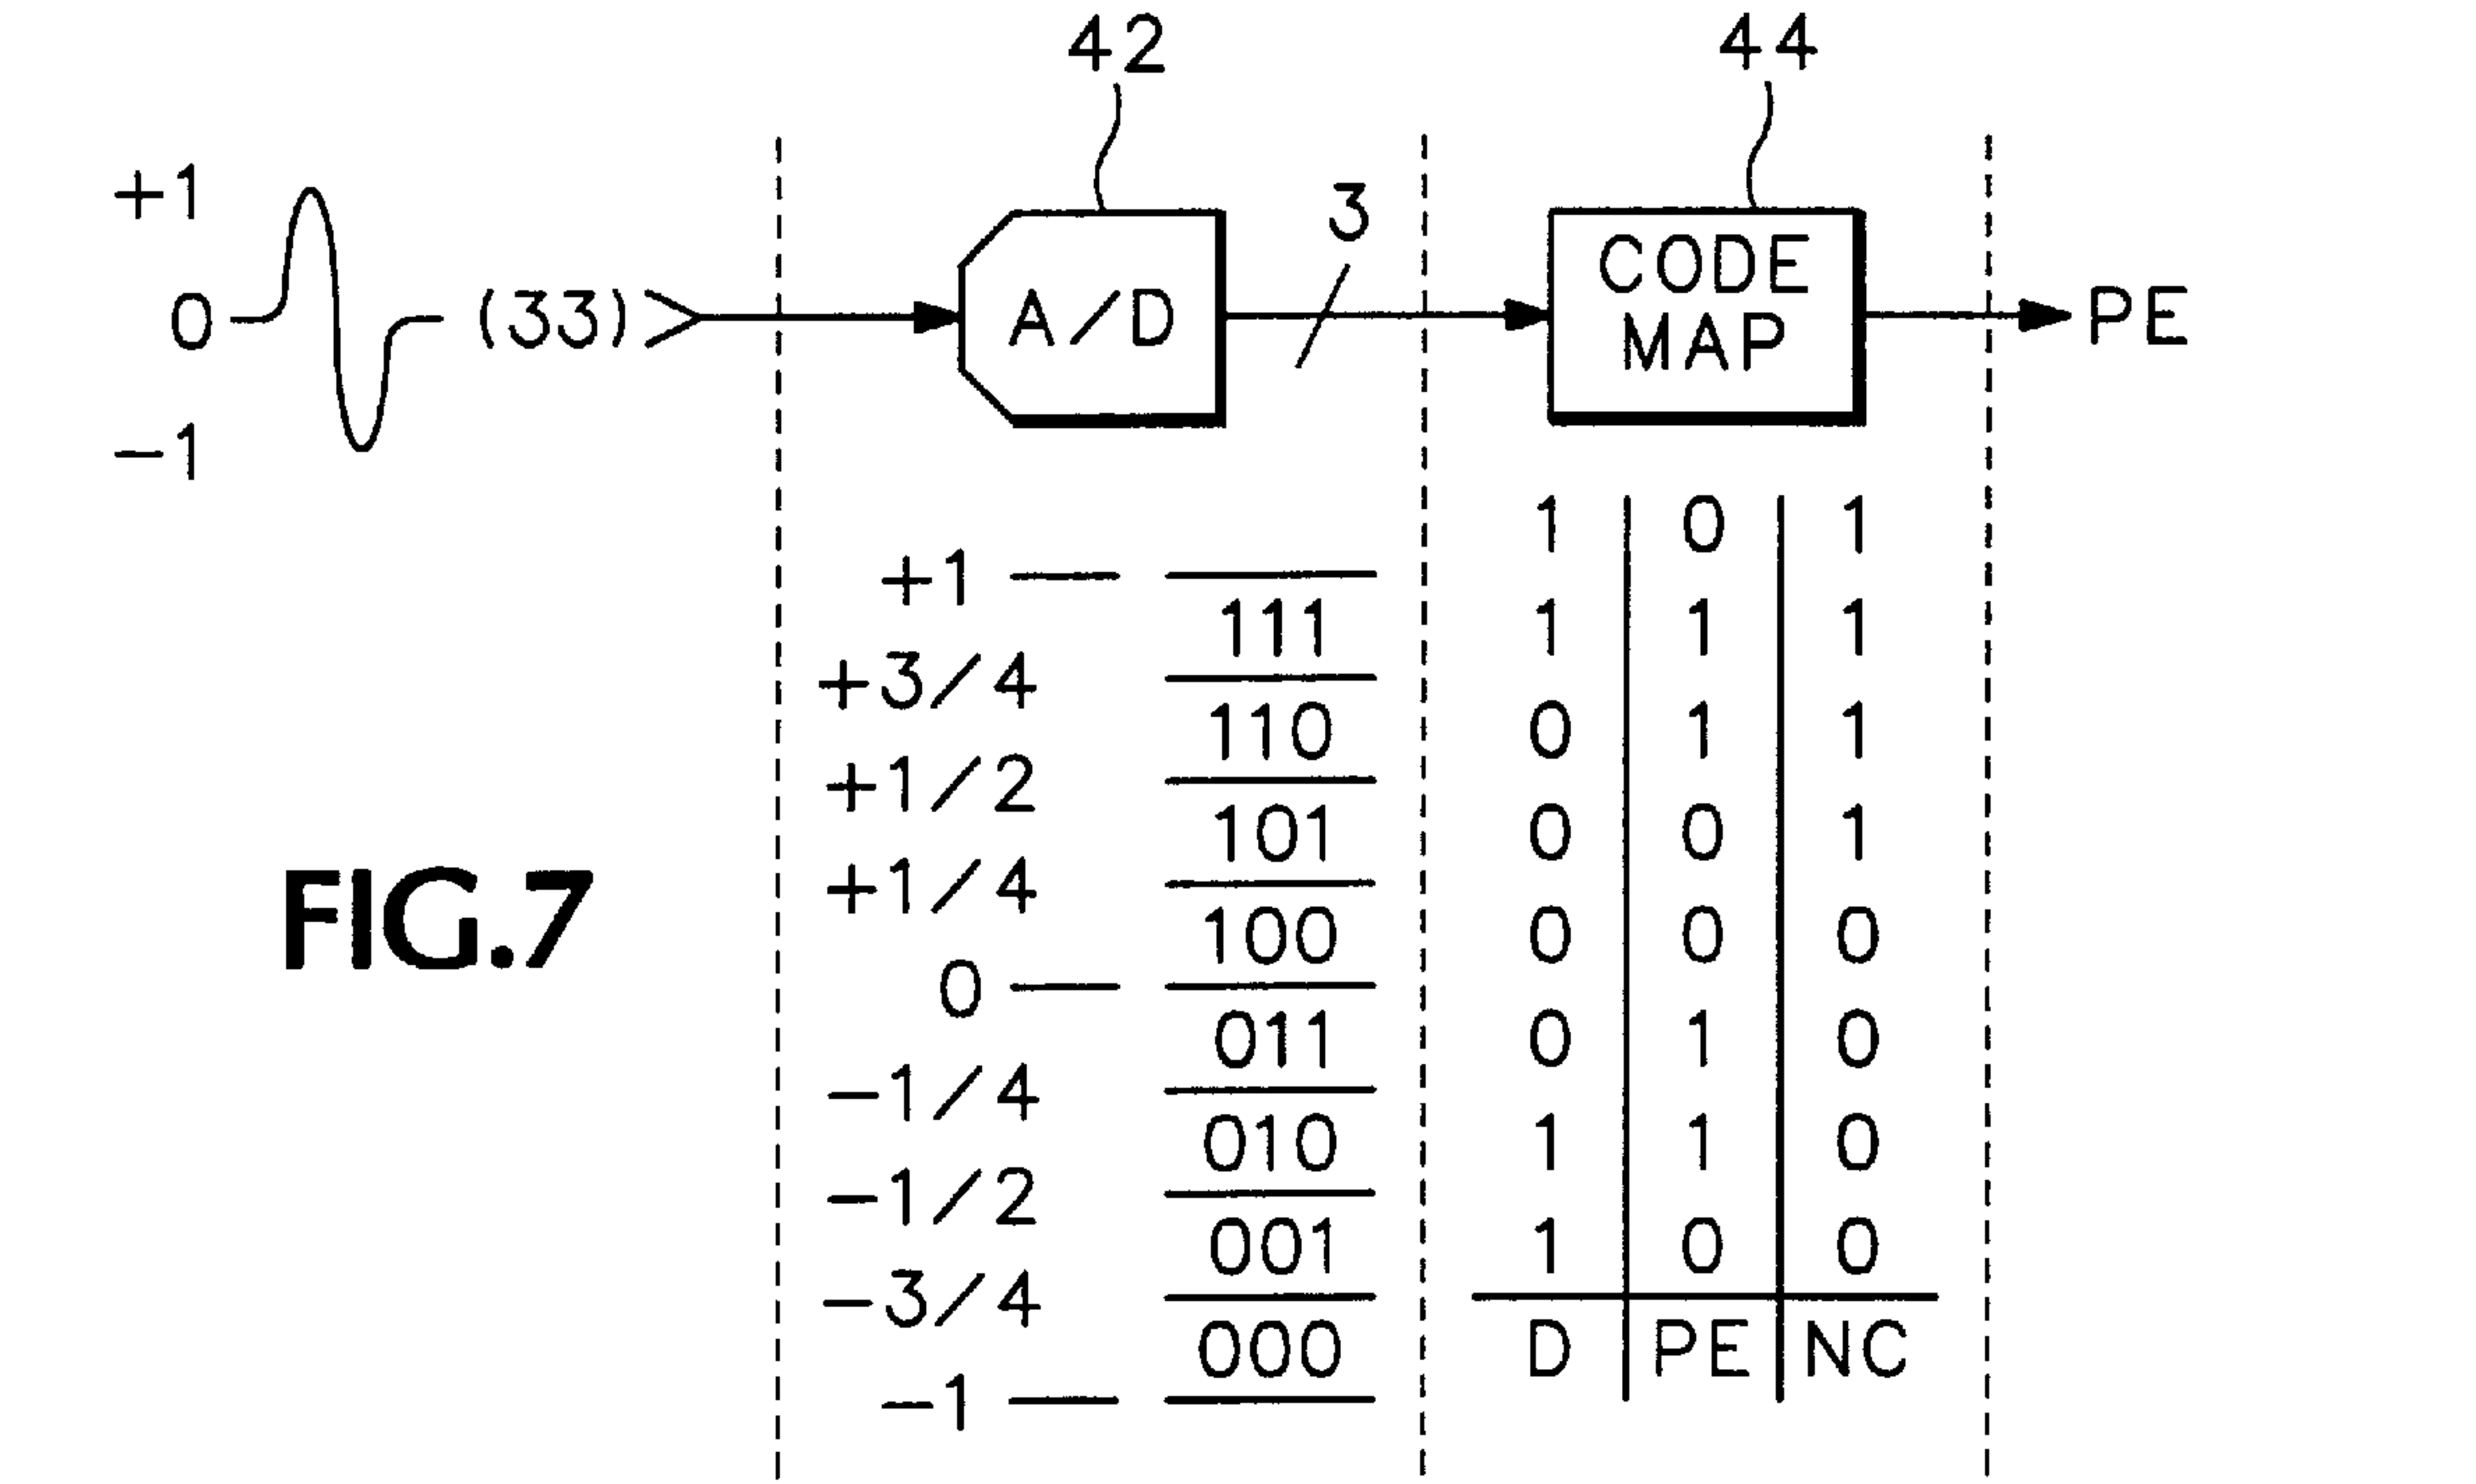 42
44
+1
3
CODE
MAP
0
(33)
A/D
PE
-1
1 0 1
+1
111
1 1 1
+3/4
110
0 1 1
+1/2
101
0 0 1
+1/4
100
0 0 0
FIG.7
0
011
0 1 0
-1/4
010
1 1 0
-1/2
001
1 0 0
-3/4
000
D PE NC
-1